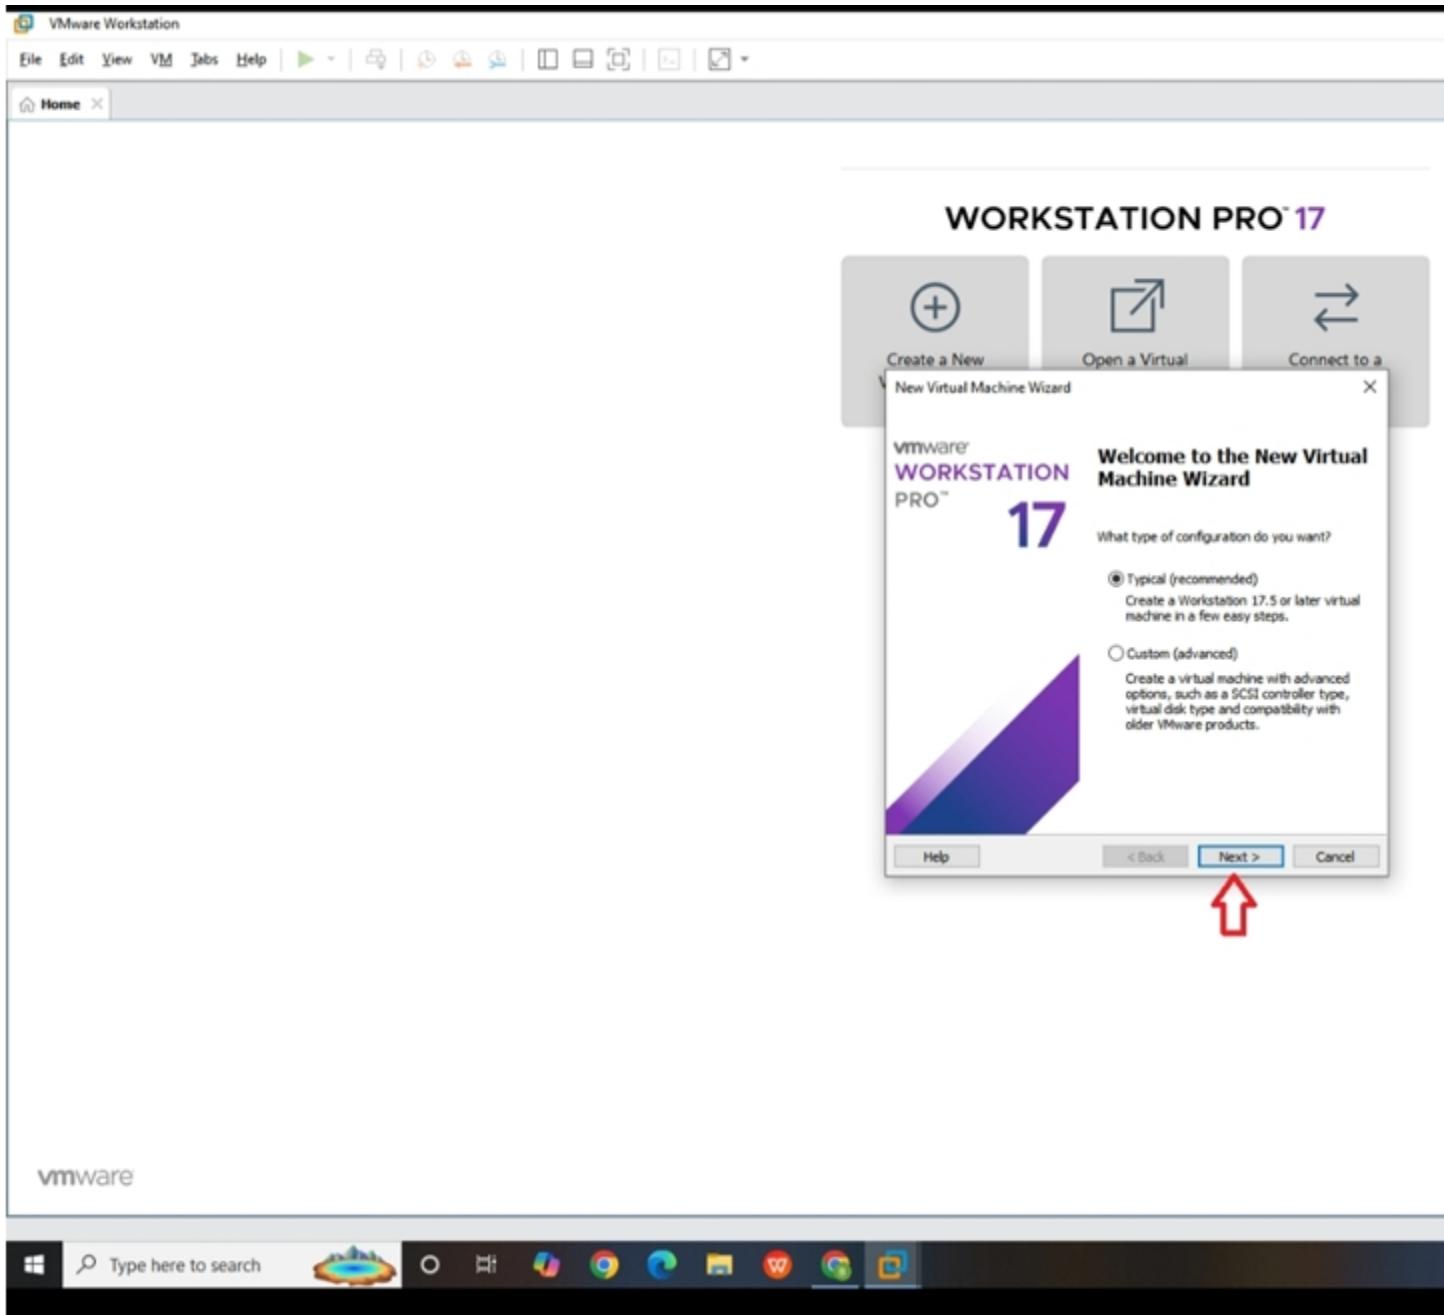 VMware Workstation
File Edit View VM Tabs Help
Home
WORKSTATION PRO™ 17
Create a New
Open a Virtual
Connect to a
New Virtual Machine Wizard
vmware
WORKSTATION
PRO™
17
Welcome to the New Virtual
Machine Wizard
What type of configuration do you want?
Typical (recommended)
Create a Workstation 17.5 or later virtual
machine in a few easy steps.
Custom (advanced)
Create a virtual machine with advanced
options, such as a SCSI controller type,
virtual disk type and compatibility with
older VMware products.
Help < Back Next > Cancel
vmware
Type here to search